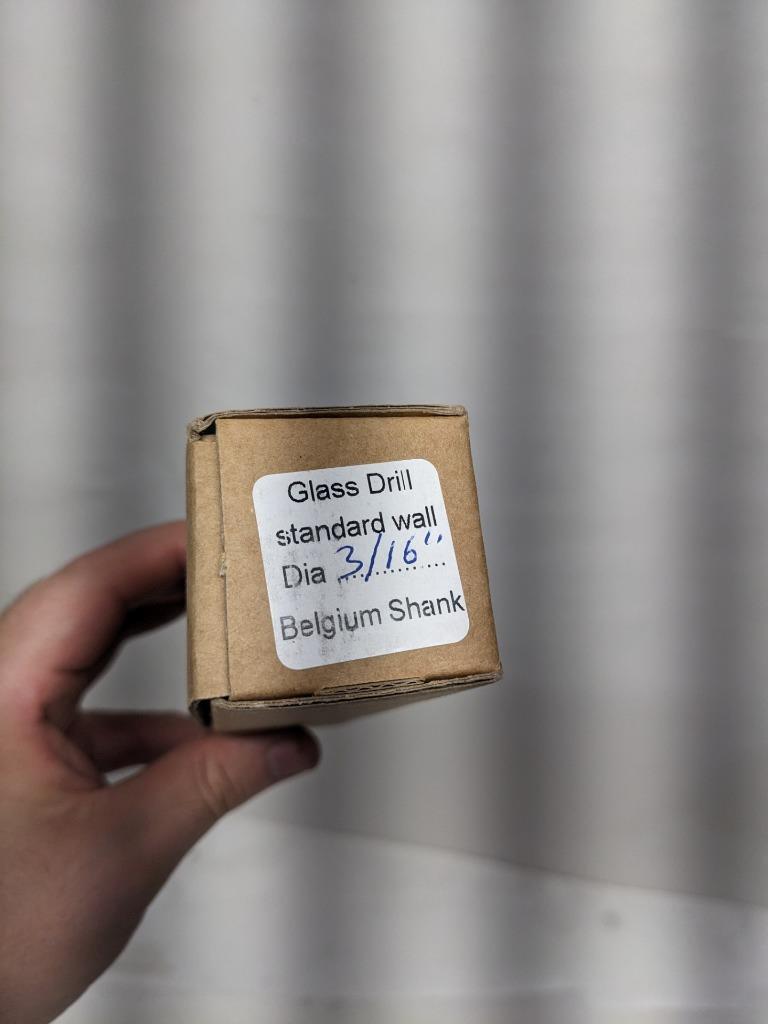 Glass Drill
standard wall
Dia 3/16"
Belgium Shank